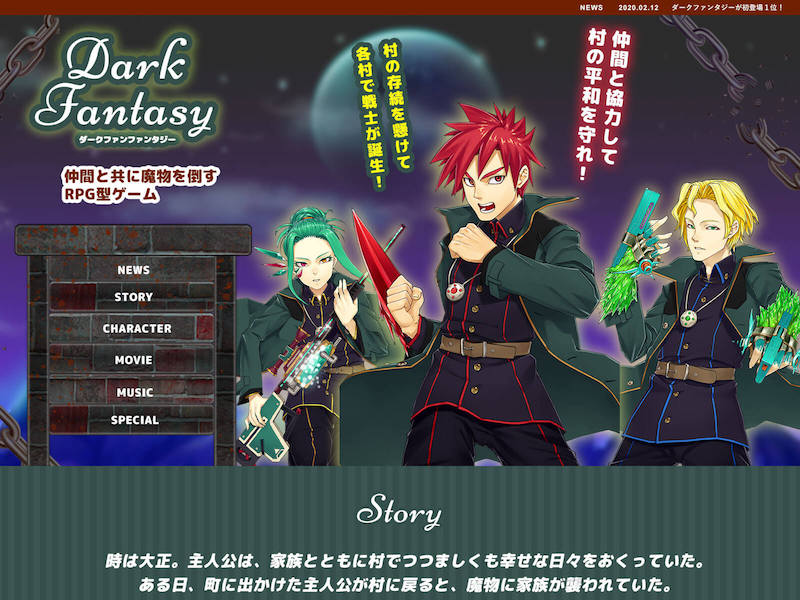 NEWS 2020.02.12 ダークファンタジーが初登場１位！
Dark
Fantasy
ダークファンファンタジー
仲間と共に魔物を倒す
RPG型ゲーム
村の存続を懸けて
各村で戦士が誕生！
仲間と協力して
村の平和を守れ！
NEWS
STORY
CHARACTER
MOVIE
MUSIC
SPECIAL
Story
時は大正。主人公は、家族とともに村でつつましくも幸せな日々をおくっていた。
ある日、町に出かけた主人公が村に戻ると、魔物に家族が襲われていた。